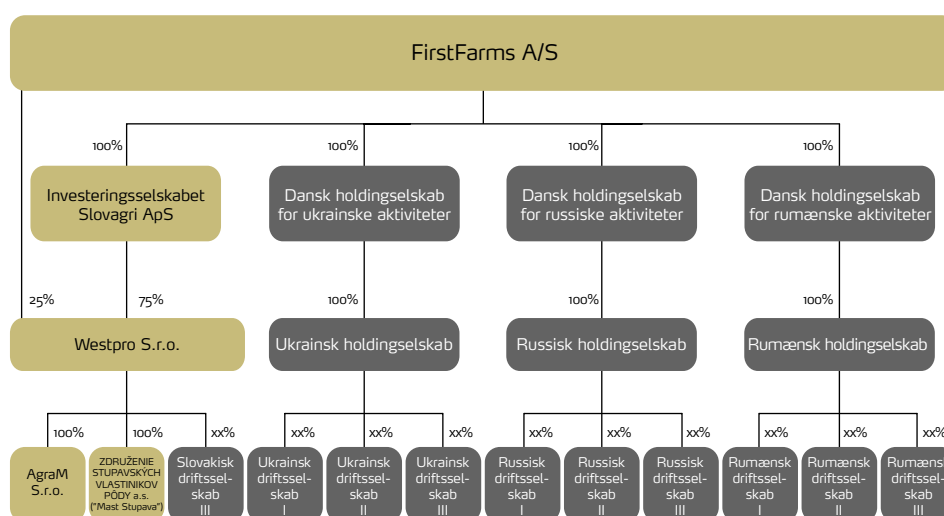 FirstFarms A/S
100%
100%
100%
100%
Investeringsselskabet
Slovagri ApS
Dansk holdingselskab
for ukrainske aktiviteter
Dansk holdingselskab
for russiske aktiviteter
Dansk holdingselskab
for rumænske aktiviteter
25%
75%
100%
100%
100%
Westpro S.r.o.
Ukrainsk holdingselskab
Russisk holdingselskab
Rumænsk holdingselskab
100%
100%
xx%
xx%
xx%
xx%
xx%
xx%
xx%
xx%
xx%
xx%
AgraM
S.r.o.
ZDRUŽENIE
STUPAVSKÝCH
VLASTINIKOV
PÔDY a.s.
("Mast Stupava")
Slovakisk
driftssel-
skab
III
Ukrainsk
driftssel-
skab
I
Ukrainsk
driftssel-
skab
II
Ukrainsk
driftssel-
skab
III
Russisk
driftssel-
skab
I
Russisk
driftssel-
skab
II
Russisk
driftssel-
skab
III
Rumænsk
driftssel-
skab
I
Rumænsk
driftssel-
skab
II
Rumænsk
driftssel-
skab
III